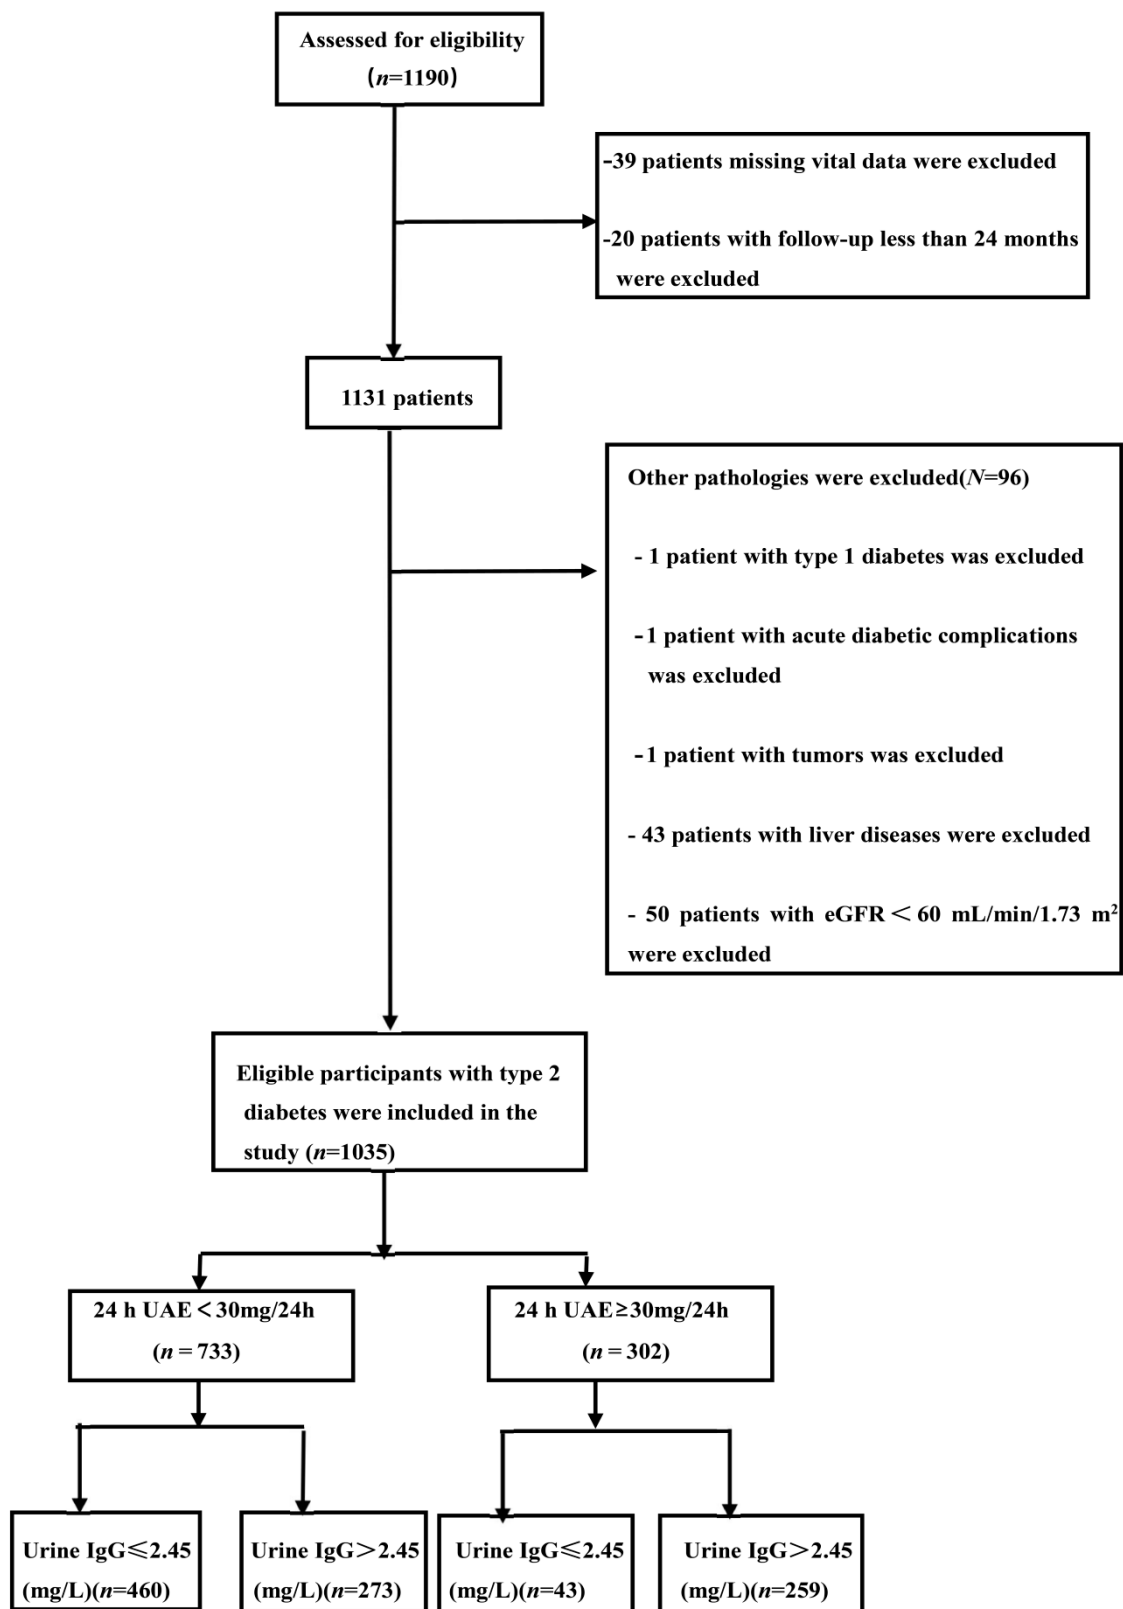 Assessed for eligibility
(n=1190)
-39 patients missing vital data were excluded
-20 patients with follow-up less than 24 months
were excluded
1131 patients
Other pathologies were excluded(N=96)
- 1 patient with type 1 diabetes was excluded
-1 patient with acute diabetic complications
was excluded
-1 patient with tumors was excluded
- 43 patients with liver diseases were excluded
- 50 patients with eGFR＜60 mL/min/1.73 m²
were excluded
Eligible participants with type 2
diabetes were included in the
study (n=1035)
24 h UAE＜30mg/24h
(n = 733)
24 h UAE≥30mg/24h
(n = 302)
Urine IgG≤2.45
(mg/L)(n=460)
Urine IgG＞2.45
(mg/L)(n=273)
Urine IgG≤2.45
(mg/L)(n=43)
Urine IgG＞2.45
(mg/L)(n=259)